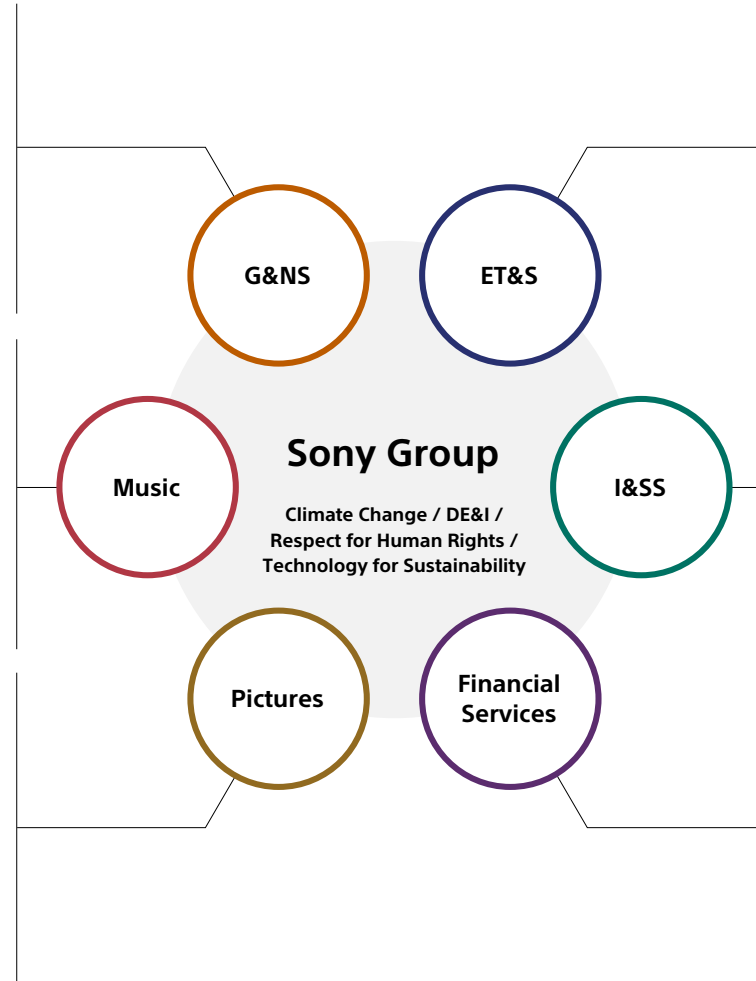 G&NS
ET&S
Music
Sony Group
Climate Change / DE&I /
Respect for Human Rights /
Technology for Sustainability
I&SS
Pictures
Financial
Services